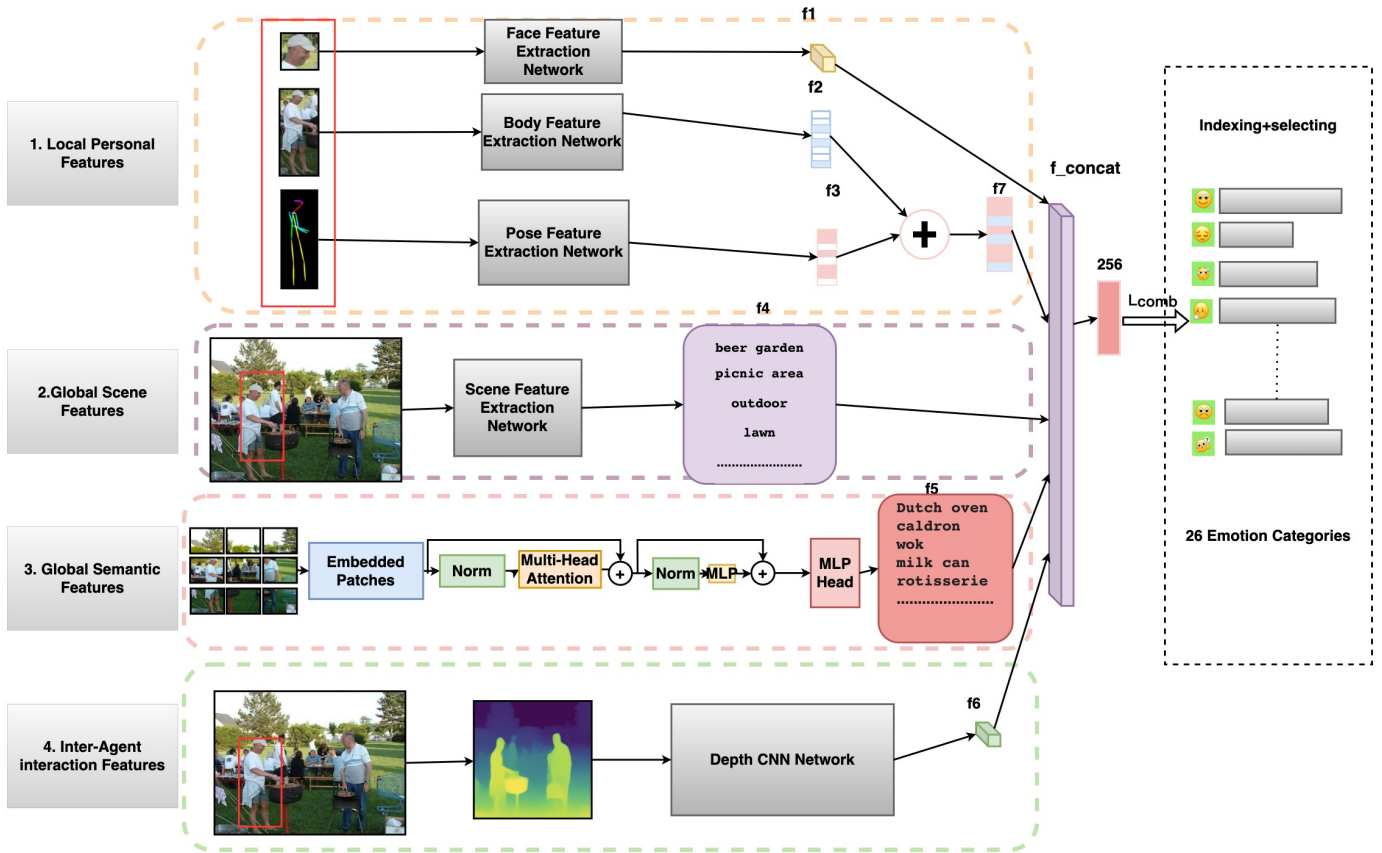 1. Local Personal
Features
Face Feature
Extraction
Network
f1
Body Feature
Extraction Network
f2
Pose Feature
Extraction Network
f3
f7
2.Global Scene
Features
Scene Feature
Extraction
Network
f4
beer garden
picnic area
outdoor
lawn
........................
3. Global Semantic
Features
Embedded
Patches
Norm
Multi-Head
Attention
+
Norm
MLP
+
MLP
Head
f5
Dutch oven
caldron
wok
milk can
rotisserie
........................
4. Inter-Agent
interaction Features
Depth CNN Network
f6
f_concat
256
Lcomb
Indexing+selecting
26 Emotion Categories